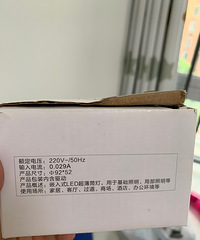 额定电压：220V~/50Hz
输入电流：0.029A
产品尺寸：Φ92*52
产品包装内含驱动
产品描述：嵌入式LED超薄筒灯，用于基础照明、局部照明等
使用场所：家居、客厅、过道、商场、酒店、办公环境等